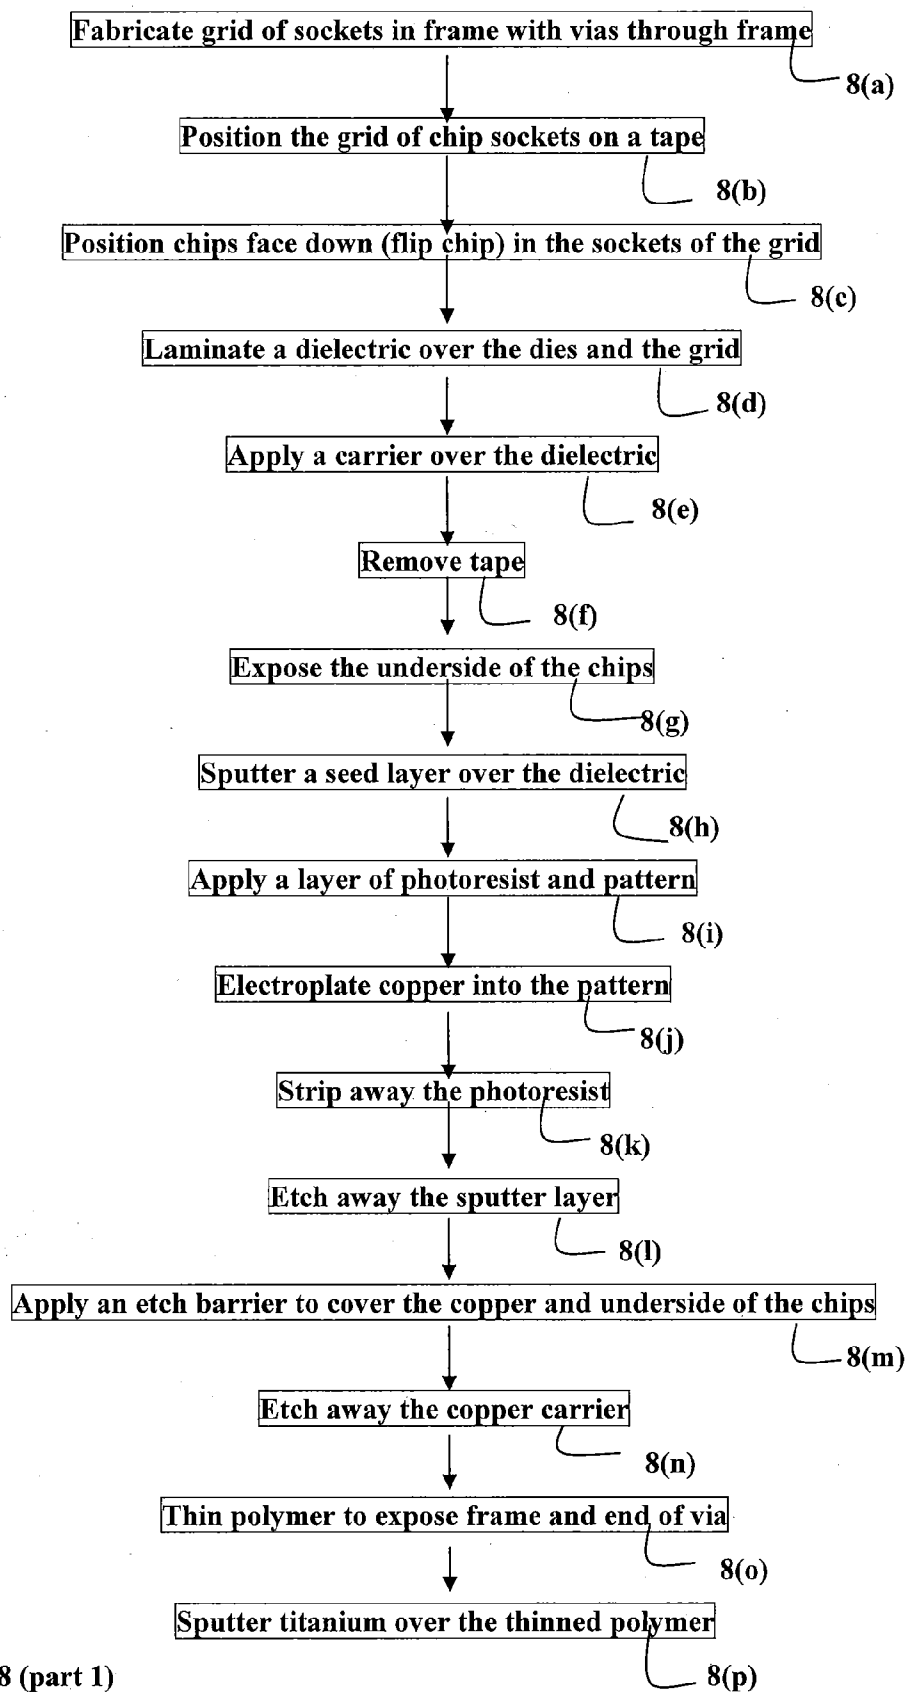 Fabricate grid of sockets in frame with vias through frame
8(a)
Position the grid of chip sockets on a tape
8(b)
Position chips face down (flip chip) in the sockets of the grid
8(c)
Laminate a dielectric over the dies and the grid
8(d)
Apply a carrier over the dielectric
8(e)
Remove tape
8(f)
Expose the underside of the chips
8(g)
Sputter a seed layer over the dielectric
8(h)
Apply a layer of photoresist and pattern
8(i)
Electroplate copper into the pattern
8(j)
Strip away the photoresist
8(k)
Etch away the sputter layer
8(l)
Apply an etch barrier to cover the copper and underside of the chips
8(m)
Etch away the copper carrier
8(n)
Thin polymer to expose frame and end of via
8(o)
Sputter titanium over the thinned polymer
8(p)
8 (part 1)